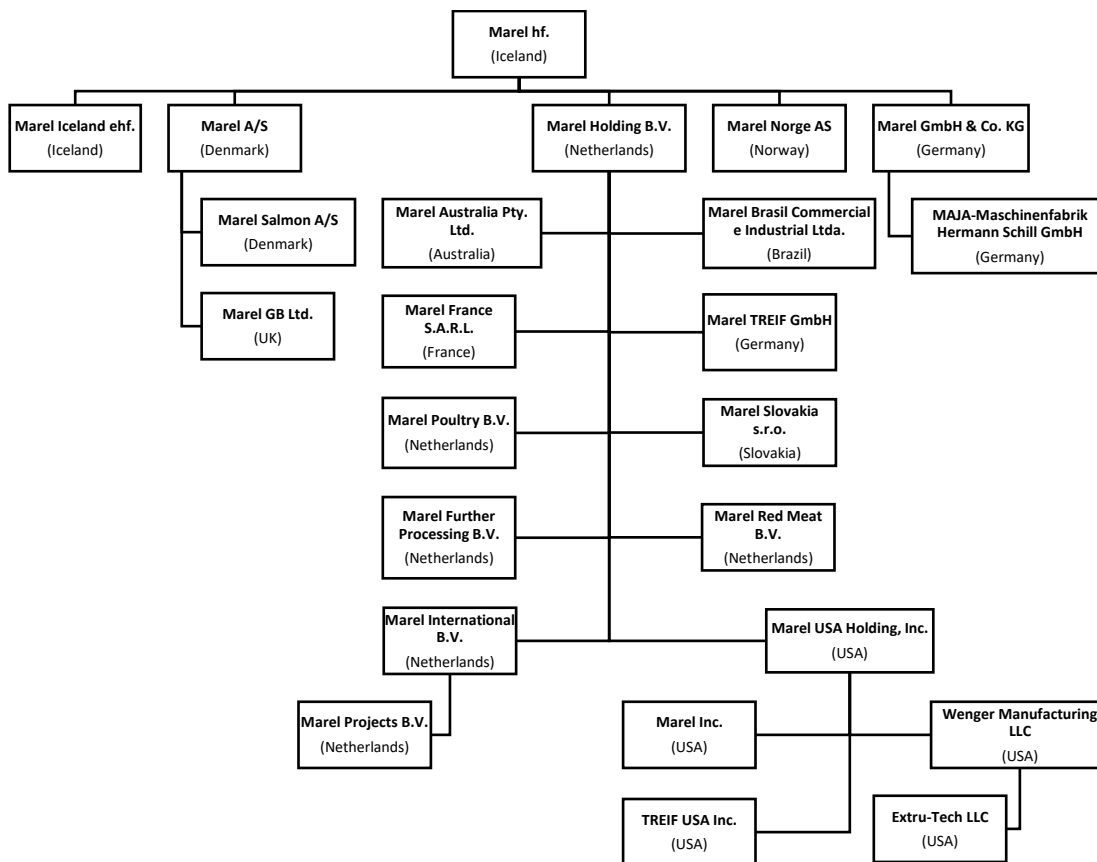 Marel hf.
(Iceland)
Marel Iceland ehf.
(Iceland)
Marel A/S
(Denmark)
Marel Holding B.V.
(Netherlands)
Marel Norge AS
(Norway)
Marel GmbH & Co. KG
(Germany)
Marel Salmon A/S
(Denmark)
Marel Australia Pty.
Ltd.
(Australia)
Marel Brasil Commercial
e Industrial Ltda.
(Brazil)
MAJA-Maschinenfabrik
Hermann Schill GmbH
(Germany)
Marel GB Ltd.
(UK)
Marel France
S.A.R.L.
(France)
Marel TREIF GmbH
(Germany)
Marel Poultry B.V.
(Netherlands)
Marel Slovakia
s.r.o.
(Slovakia)
Marel Further
Processing B.V.
(Netherlands)
Marel Red Meat
B.V.
(Netherlands)
Marel International
B.V.
(Netherlands)
Marel USA Holding, Inc.
(USA)
Marel Projects B.V.
(Netherlands)
Marel Inc.
(USA)
Wenger Manufacturing
LLC
(USA)
TREIF USA Inc.
(USA)
Extru-Tech LLC
(USA)